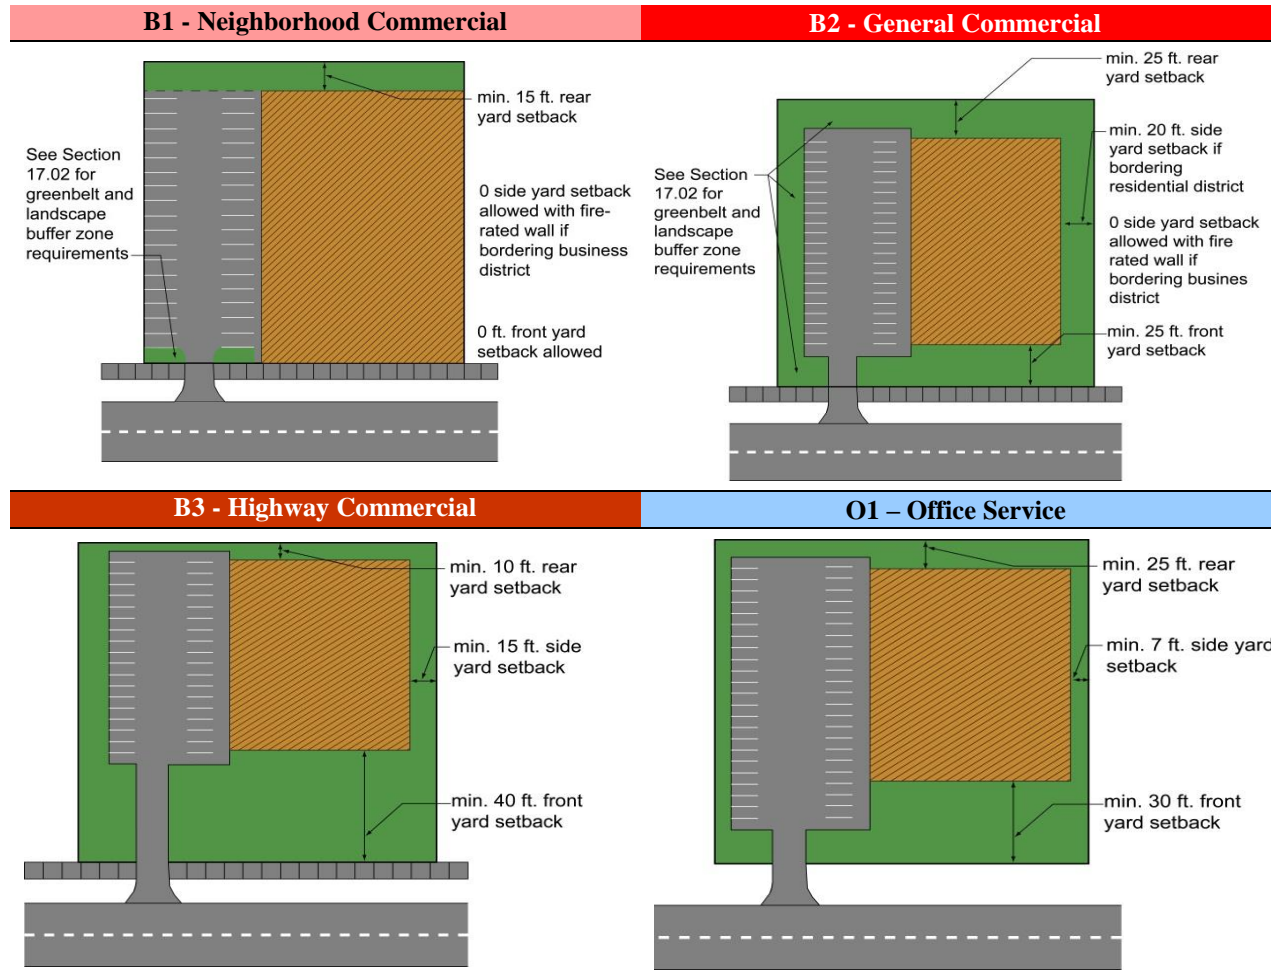 B1 - Neighborhood Commercial
min. 15 ft. rear
yard setback
See Section
17.02 for
greenbelt and
landscape
buffer zone
requirements
0 side yard setback
allowed with fire-
rated wall if
bordering business
district
0 ft. front yard
setback allowed
B2 - General Commercial
min. 25 ft. rear
yard setback
min. 20 ft. side
yard setback if
bordering
residential district
See Section
17.02 for
greenbelt and
landscape
buffer zone
requirements
0 side yard setback
allowed with fire
rated wall if
bordering busines
district
min. 25 ft. front
yard setback
B3 - Highway Commercial
min. 10 ft. rear
yard setback
min. 15 ft. side
yard setback
min. 40 ft. front
yard setback
O1 – Office Service
min. 25 ft. rear
yard setback
min. 7 ft. side yard
setback
min. 30 ft. front
yard setback